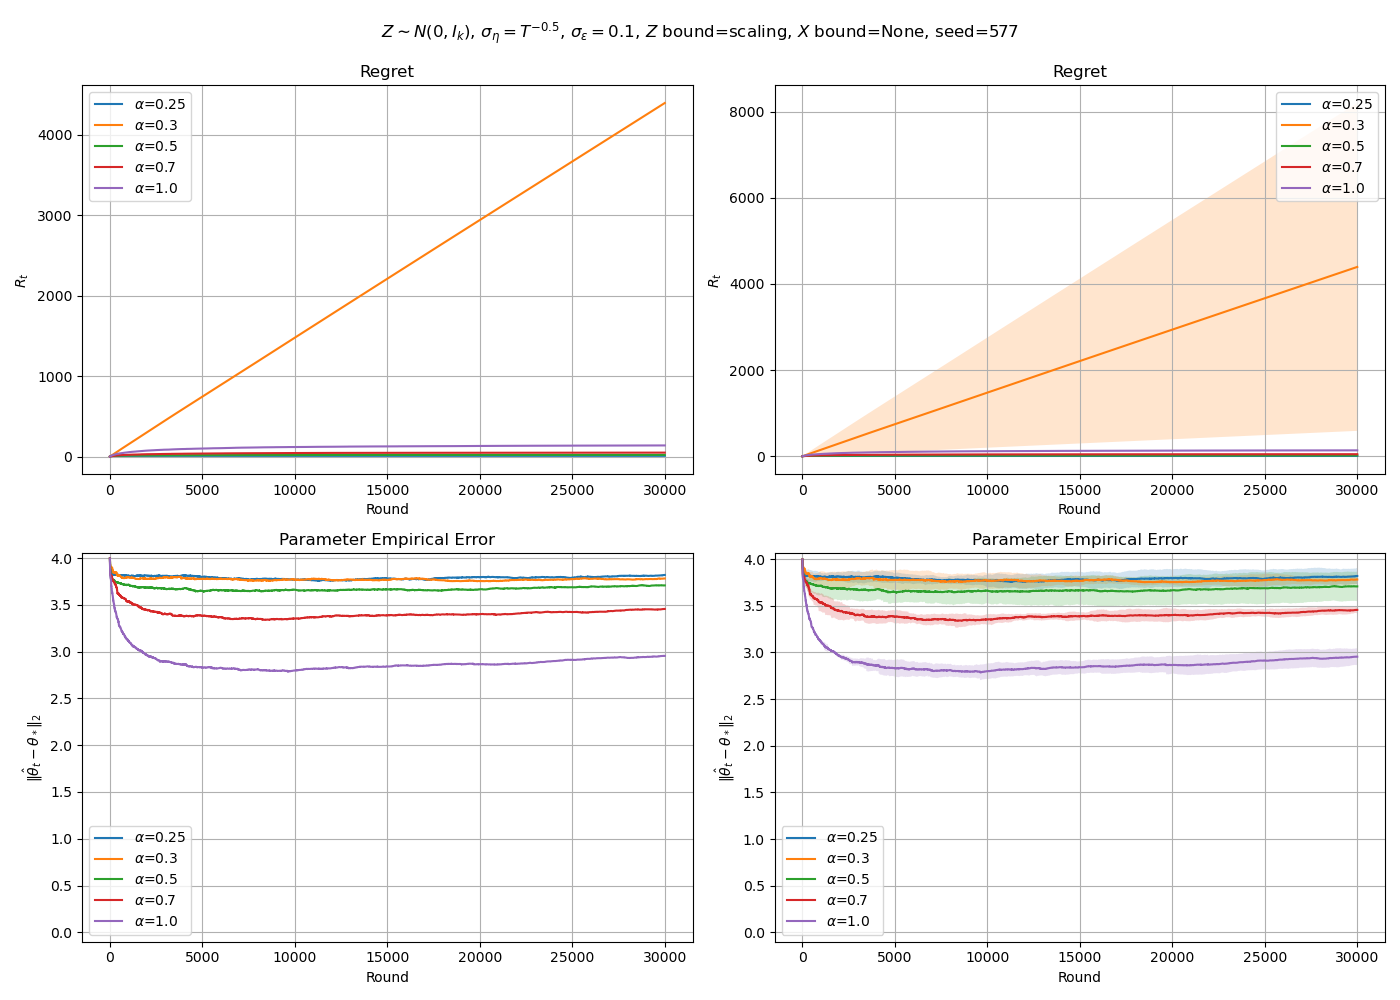 Z ∼ N(0, I_k), σ_η = T^{−0.5}, σ_ε = 0.1, Z bound=scaling, X bound=None, seed=577
Regret
R_t
4000
3000
2000
1000
0
α=0.25
α=0.3
α=0.5
α=0.7
α=1.0
0 5000 10000 15000 20000 25000 30000
Round
Regret
R_t
8000
6000
4000
2000
0
α=0.25
α=0.3
α=0.5
α=0.7
α=1.0
0 5000 10000 15000 20000 25000 30000
Round
Parameter Empirical Error
‖θ̂_t − θ_*‖_2
4.0
3.5
3.0
2.5
2.0
1.5
1.0
0.5
0.0
α=0.25
α=0.3
α=0.5
α=0.7
α=1.0
0 5000 10000 15000 20000 25000 30000
Round
Parameter Empirical Error
‖θ̂_t − θ_*‖_2
4.0
3.5
3.0
2.5
2.0
1.5
1.0
0.5
0.0
α=0.25
α=0.3
α=0.5
α=0.7
α=1.0
0 5000 10000 15000 20000 25000 30000
Round